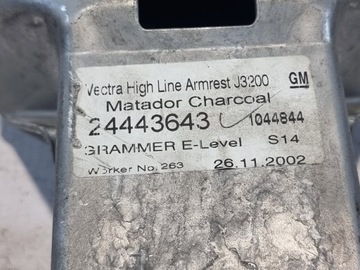 Vectra High Line Armrest J3200 GM
Matador Charcoal
24443643 1044844
GRAMMER E-Level S14
Worker No. 263 26.11.2002